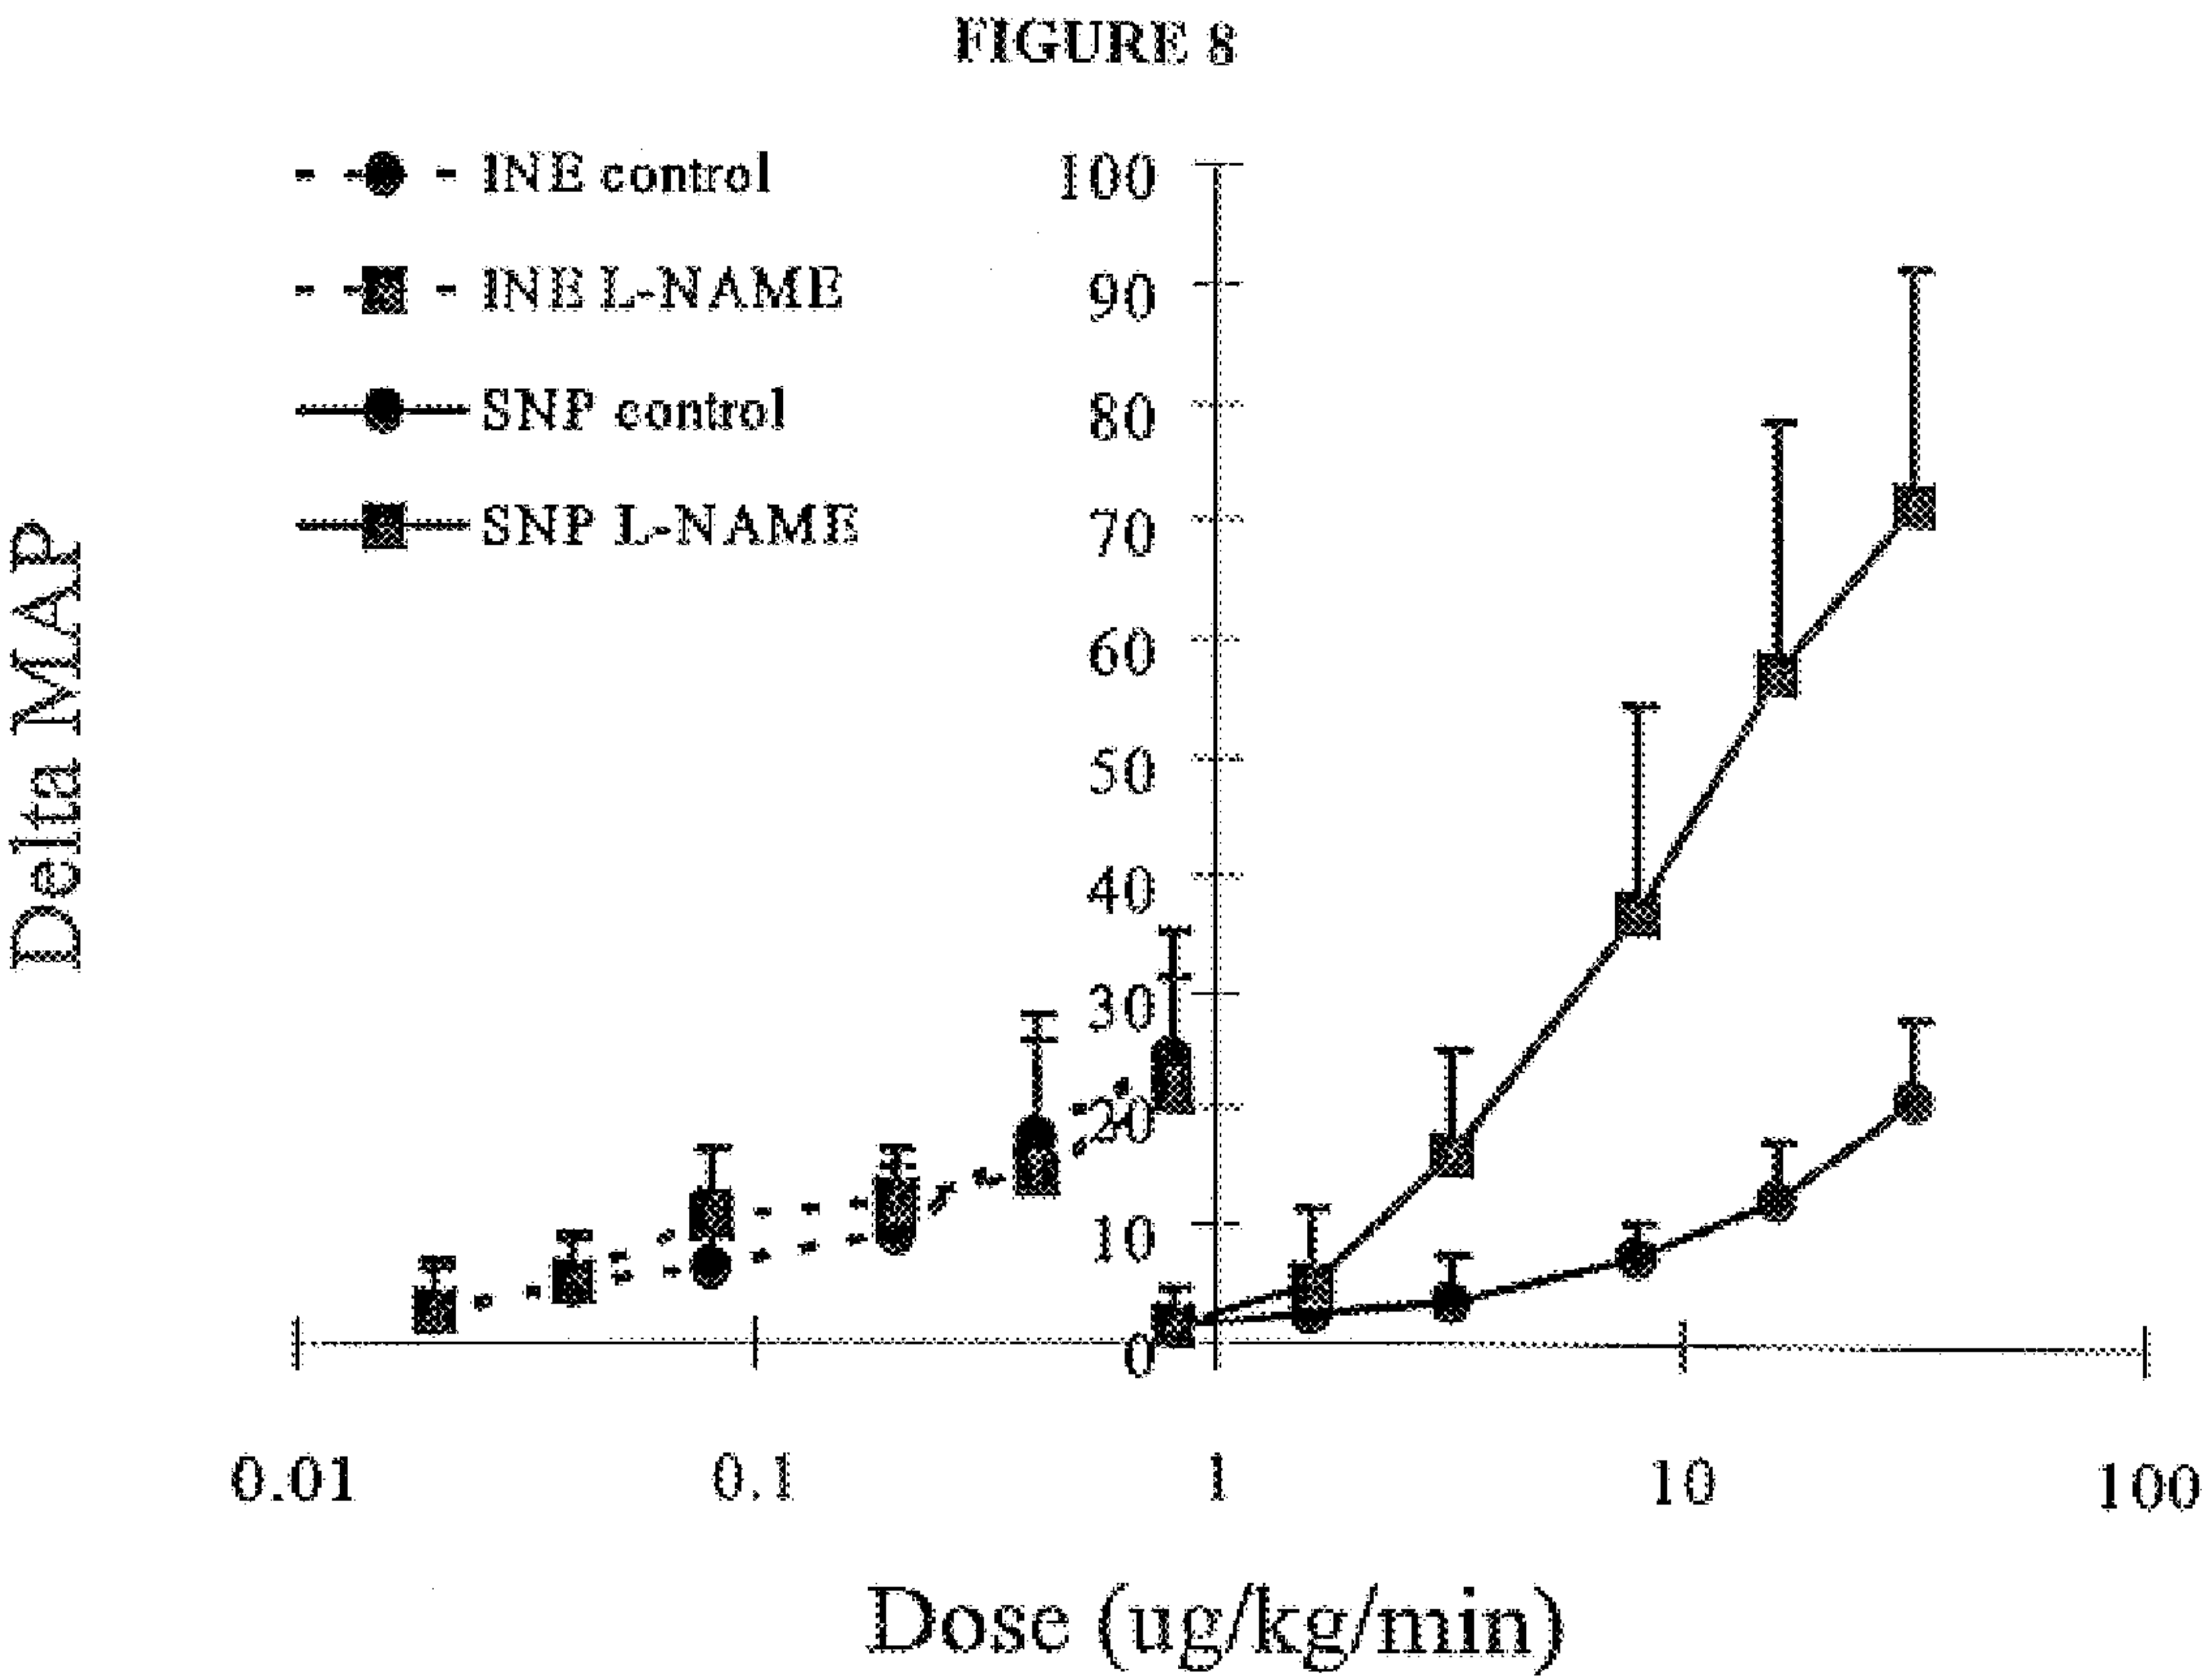 FIGURE 8
INE control
INE L-NAME
SNP control
SNP L-NAME
Delta MAP
100
90
80
70
60
50
40
30
20
10
0
0.01 0.1 1 10 100
Dose (ug/kg/min)